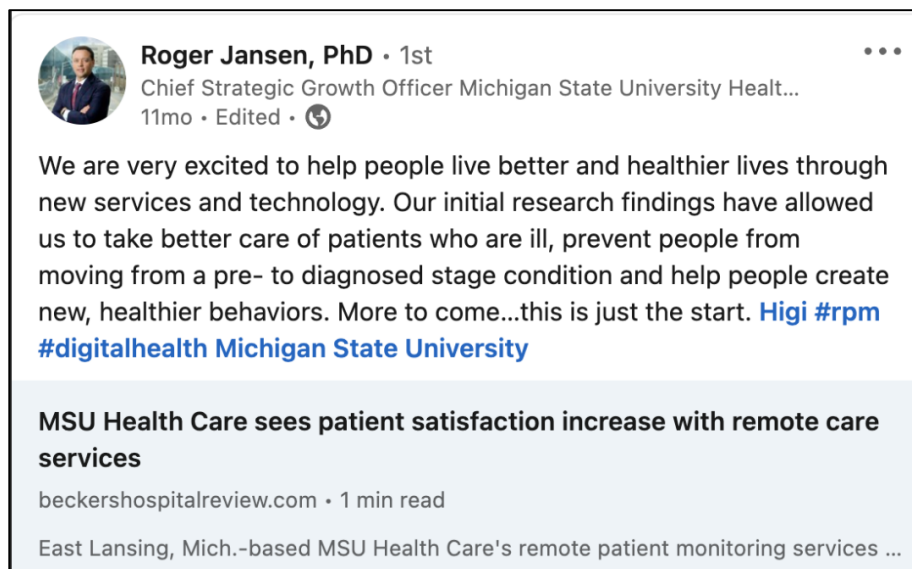 Roger Jansen, PhD • 1st
Chief Strategic Growth Officer Michigan State University Healt...
11mo • Edited •
We are very excited to help people live better and healthier lives through
new services and technology. Our initial research findings have allowed
us to take better care of patients who are ill, prevent people from
moving from a pre- to diagnosed stage condition and help people create
new, healthier behaviors. More to come...this is just the start. Higi #rpm
#digitalhealth Michigan State University
MSU Health Care sees patient satisfaction increase with remote care
services
beckershospitalreview.com • 1 min read
East Lansing, Mich.-based MSU Health Care's remote patient monitoring services ...